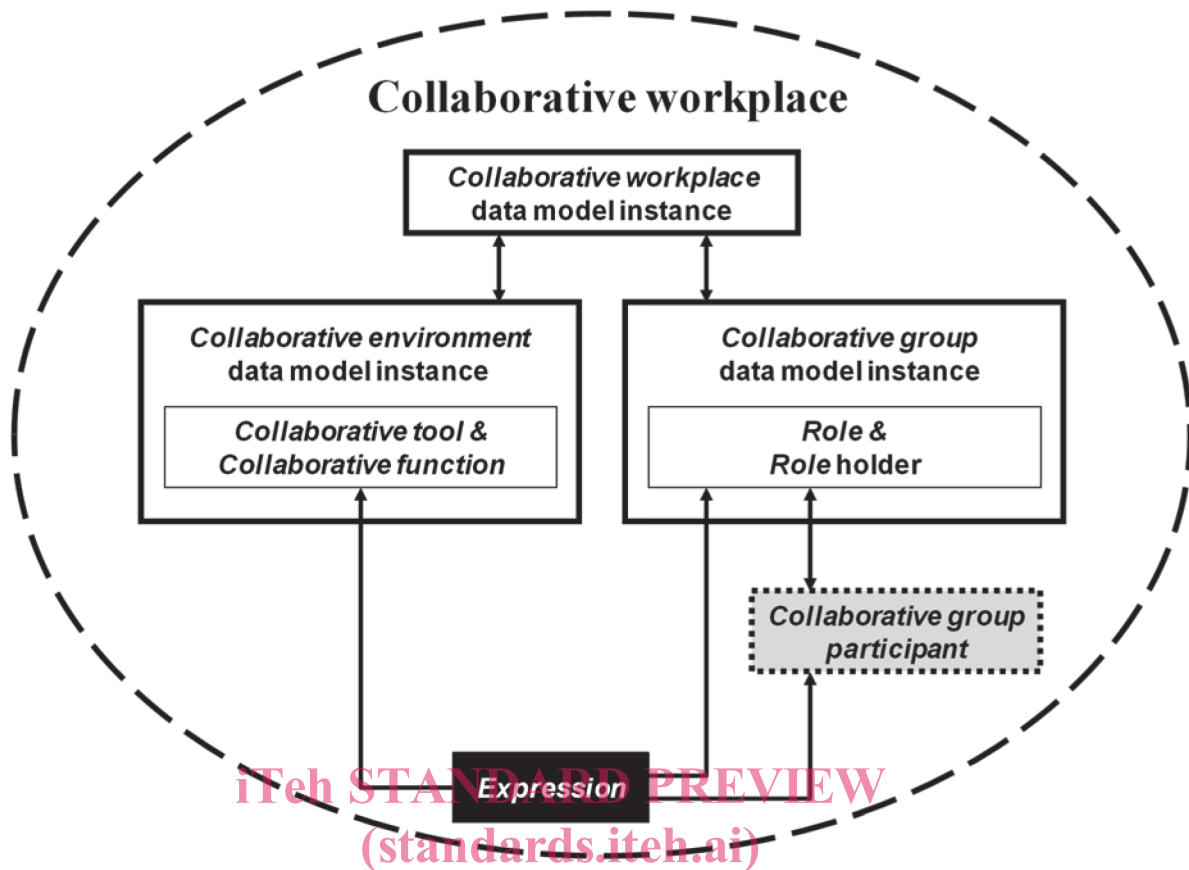 Collaborative workplace
Collaborative workplace
data model instance
Collaborative environment
data model instance
Collaborative tool &
Collaborative function
Collaborative group
data model instance
Role &
Role holder
Collaborative group
participant
Expression
iTeh STANDARD PREVIEW
(standards.iteh.ai)